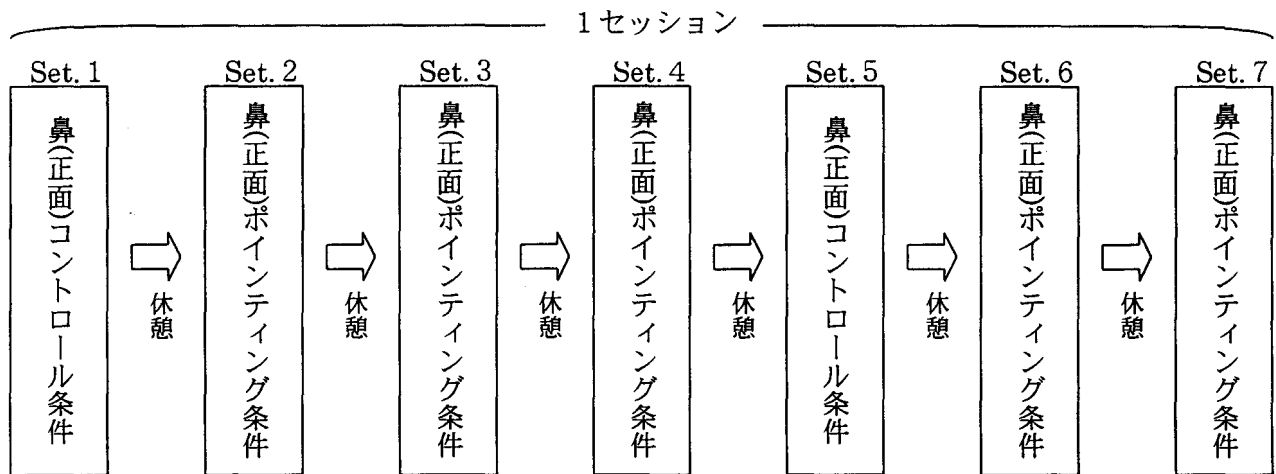 1セッション
Set. 1
Set. 2
Set. 3
Set. 4
Set. 5
Set. 6
Set. 7
鼻(正面)コントロール条件
休憩
鼻(正面)ポインティング条件
休憩
鼻(正面)ポインティング条件
休憩
鼻(正面)ポインティング条件
休憩
鼻(正面)コントロール条件
休憩
鼻(正面)ポインティング条件
休憩
鼻(正面)ポインティング条件